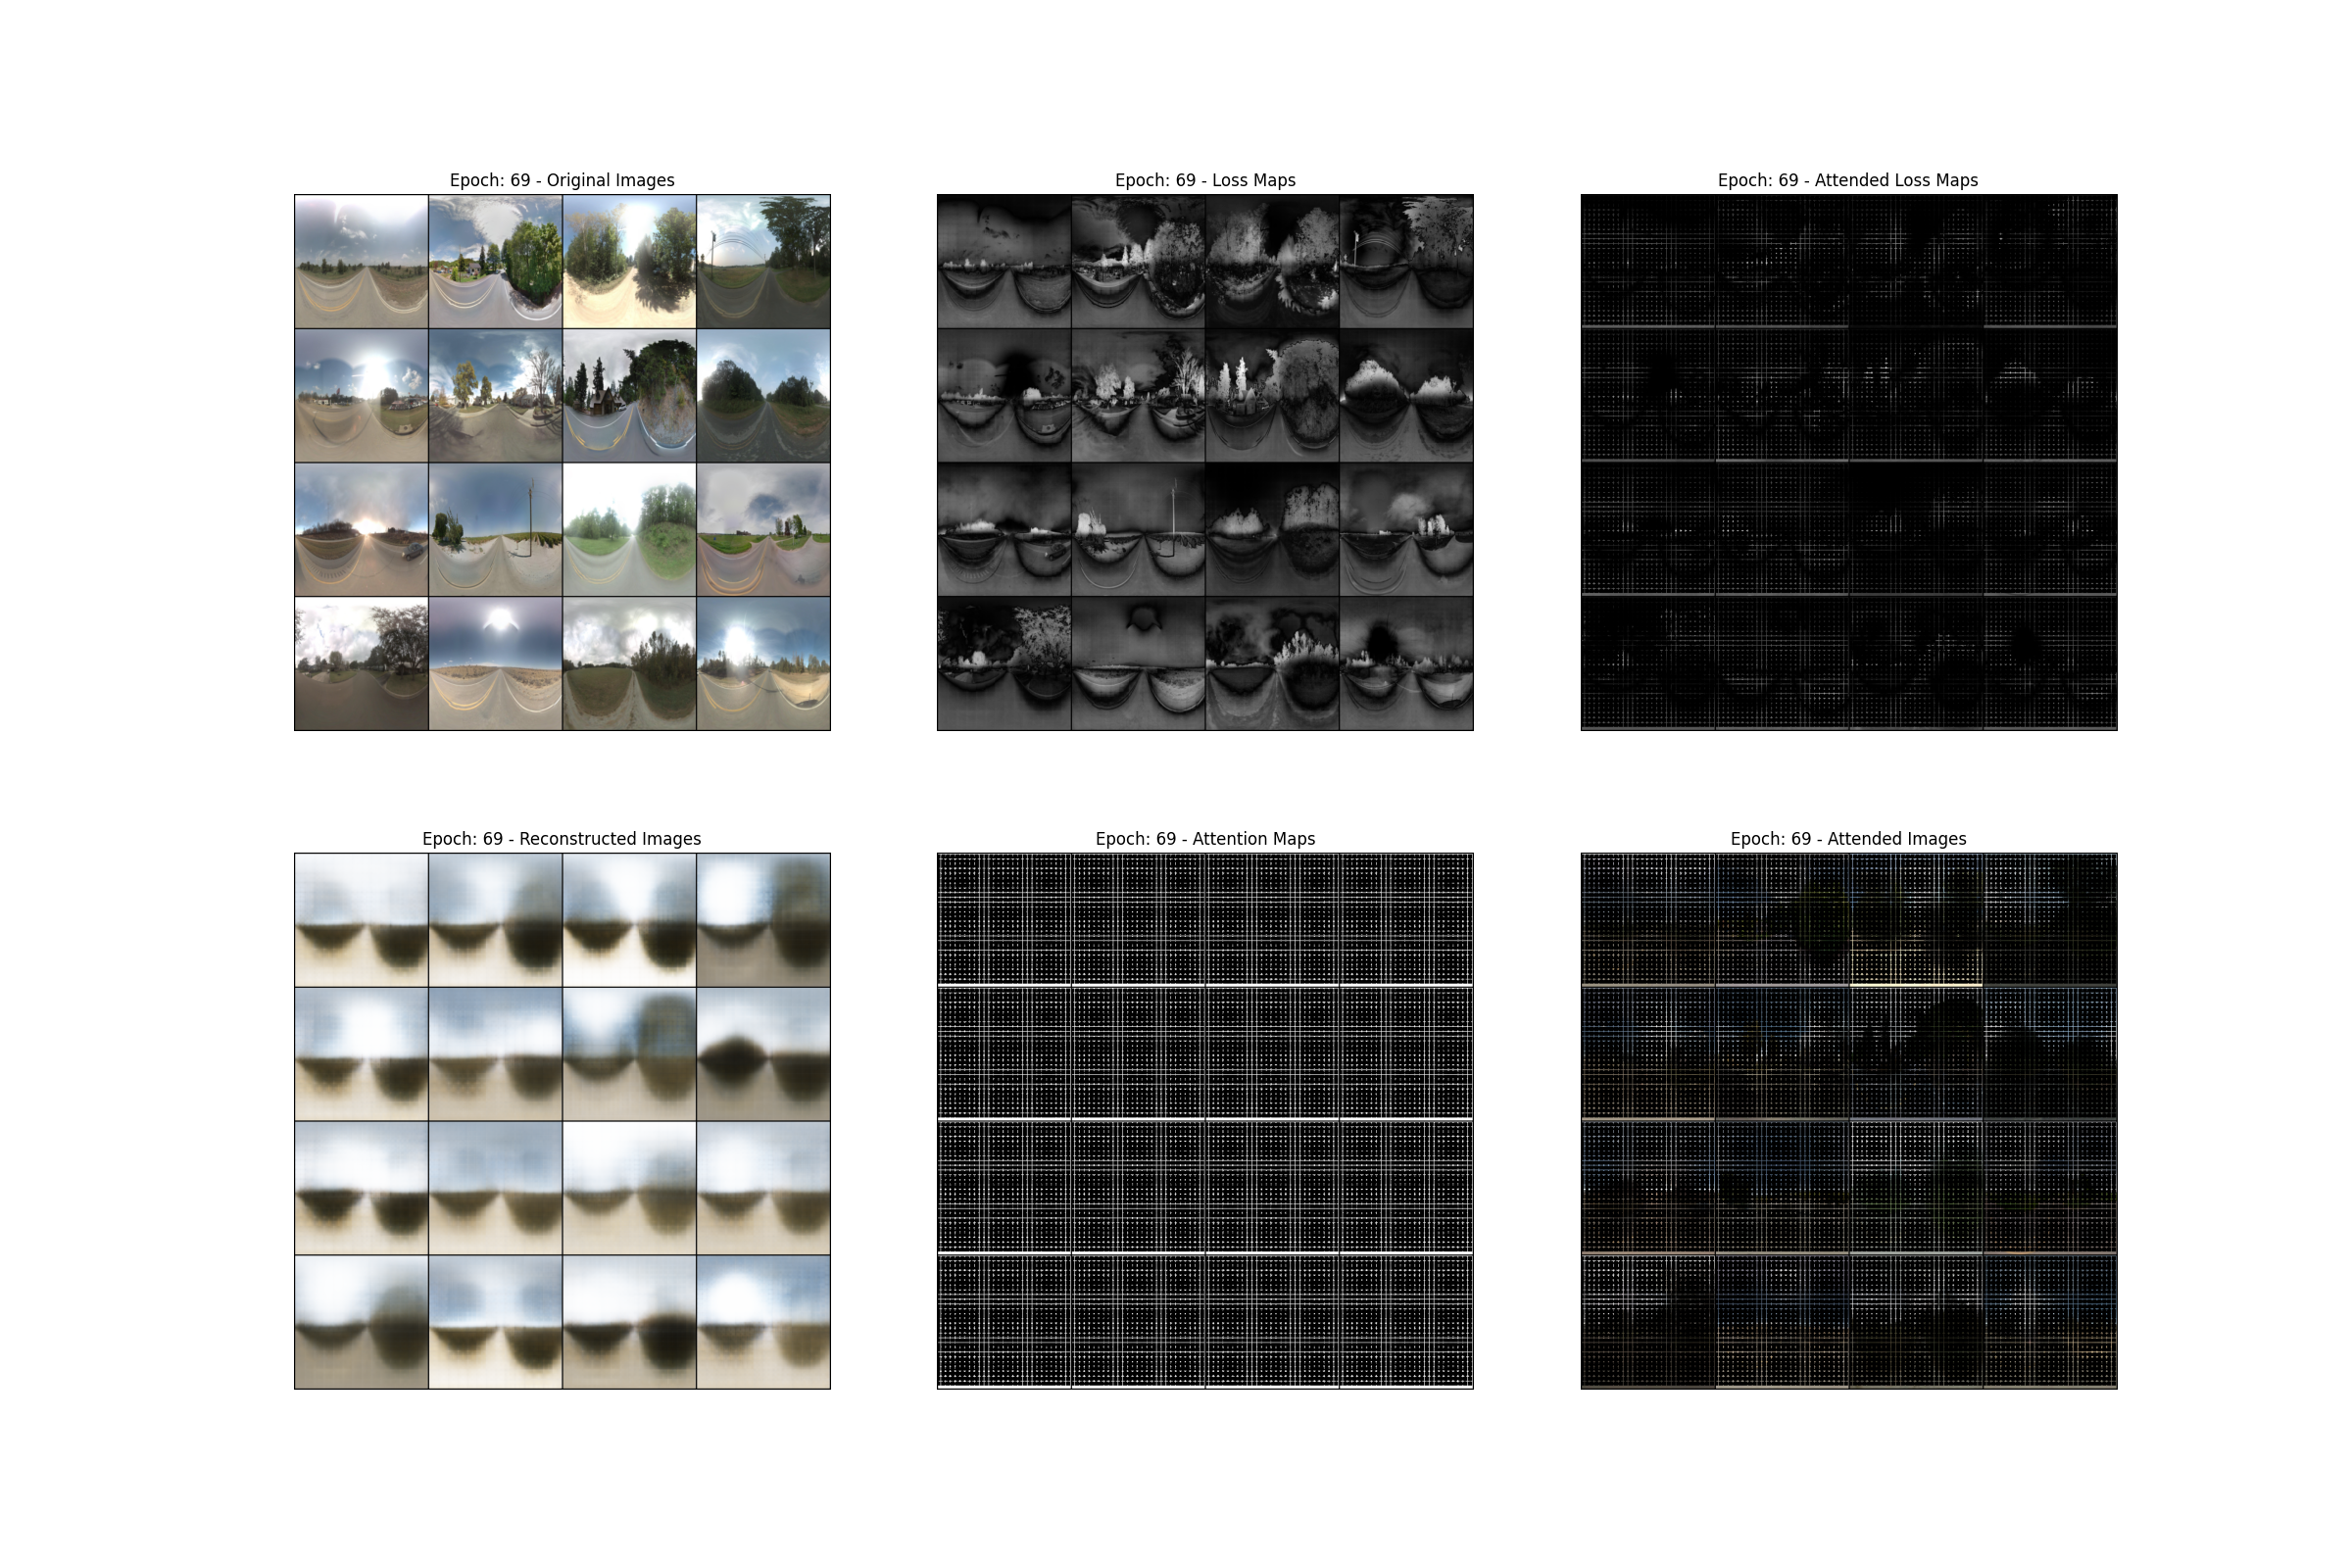 Epoch: 69 - Original Images
Epoch: 69 - Loss Maps
Epoch: 69 - Attended Loss Maps
Epoch: 69 - Reconstructed Images
Epoch: 69 - Attention Maps
Epoch: 69 - Attended Images